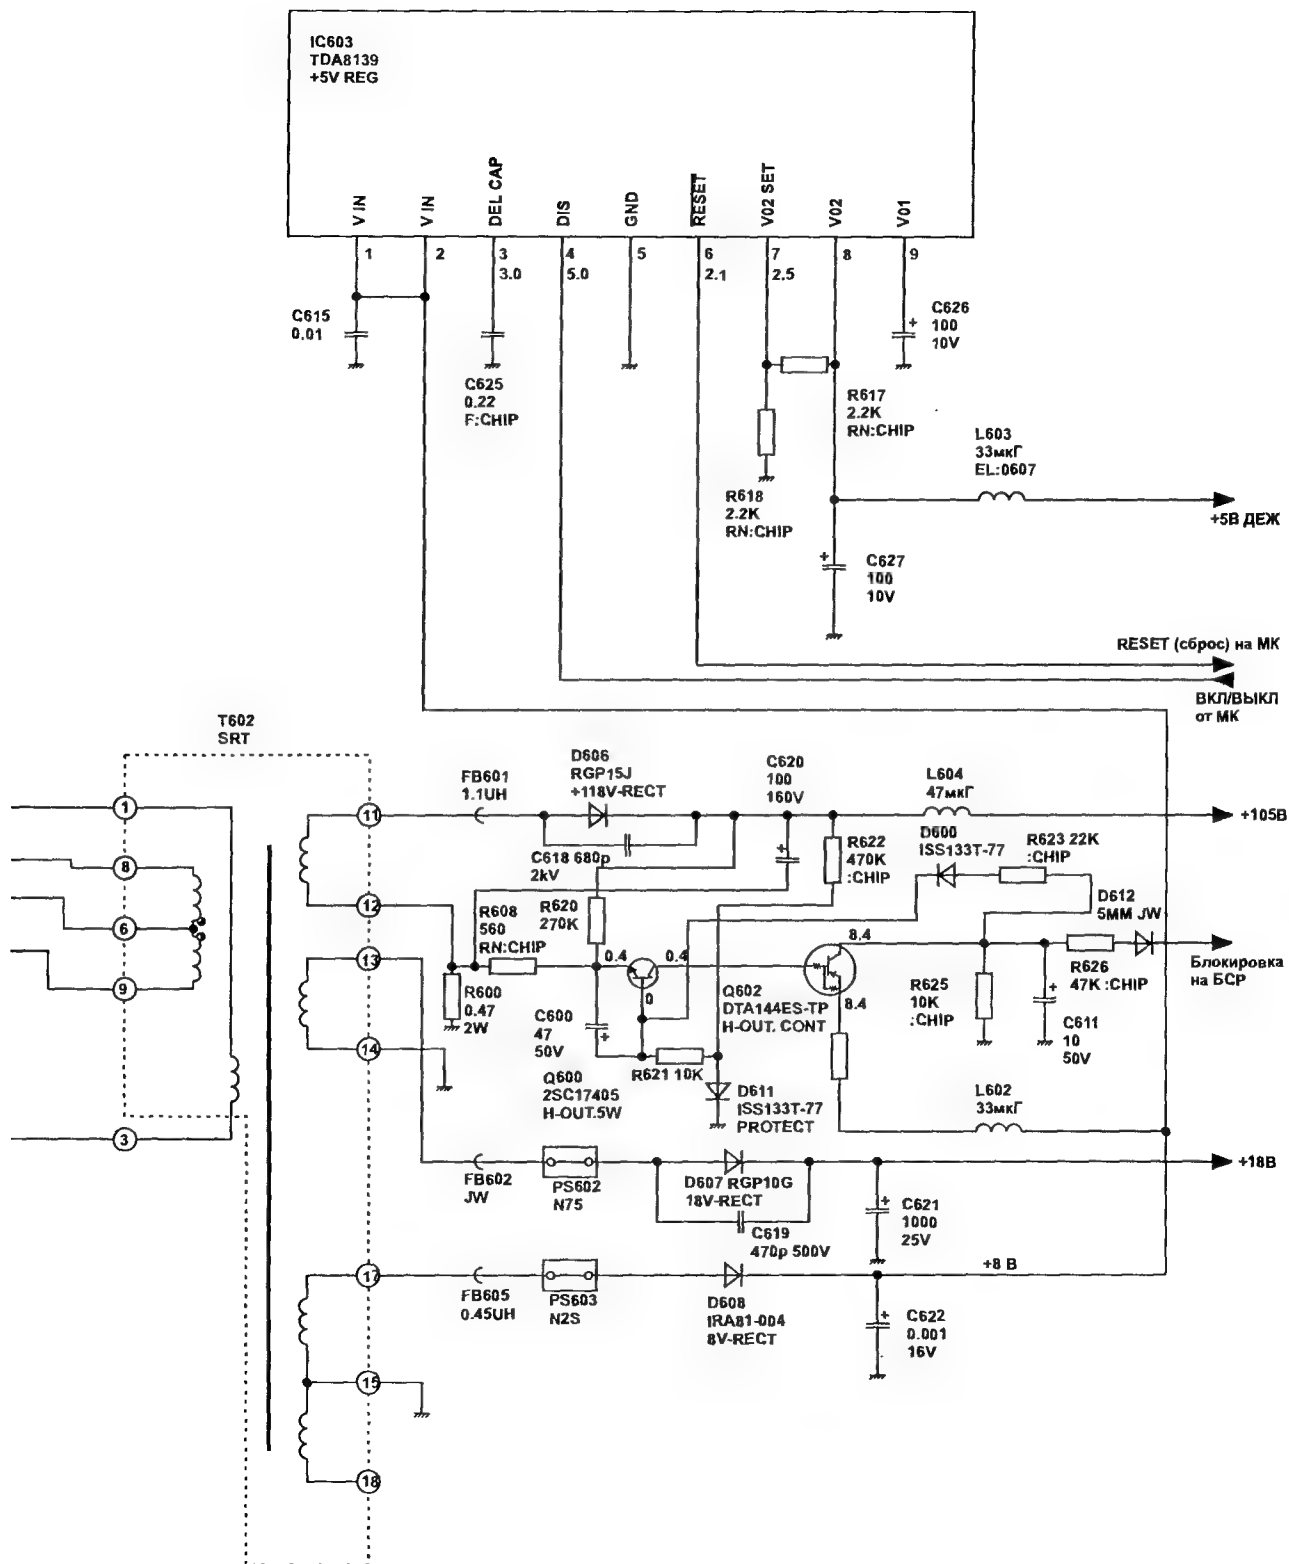 IC603
TDA8139
+5V REG
V IN
V IN
DEL CAP
DIS
GND
RESET
V02 SET
V02
V01
1
2
3
4
5
6
7
8
9
3.0
5.0
2.1
2.5
C615
0.01
C625
0.22
F:CHIP
C626
100
10V
R617
2.2K
RN:CHIP
R618
2.2K
RN:CHIP
L603
33мкГ
EL:0607
+5В ДЕЖ
C627
100
10V
RESET (сброс) на МК
ВКЛ/ВЫКЛ
от МК
T602
SRT
1
8
6
9
3
11
12
13
14
17
15
18
FB601
1.1UH
D606
RGP15J
+118V-RECT
C618 680p
2kV
C620
100
160V
L604
47мкГ
+105В
R622
470K
:CHIP
D600
ISS133T-77
R623 22K
:CHIP
D612
5MM JW
R608
560
RN:CHIP
R620
270K
0.4
0.4
0
8.4
8.4
R600
0.47
2W
C600
47
50V
Q602
DTA144ES-TP
H-OUT. CONT
R625
10K
:CHIP
R626
47K :CHIP
Блокировка
на БСР
C611
10
50V
R621 10K
Q600
2SC17405
H-OUT.5W
D611
ISS133T-77
PROTECT
L602
33мкГ
FB602
JW
PS602
N75
D607 RGP10G
18V-RECT
C619
470p 500V
C621
1000
25V
+18В
+8 В
FB605
0.45UH
PS603
N2S
D608
IRA81-004
8V-RECT
C622
0.001
16V